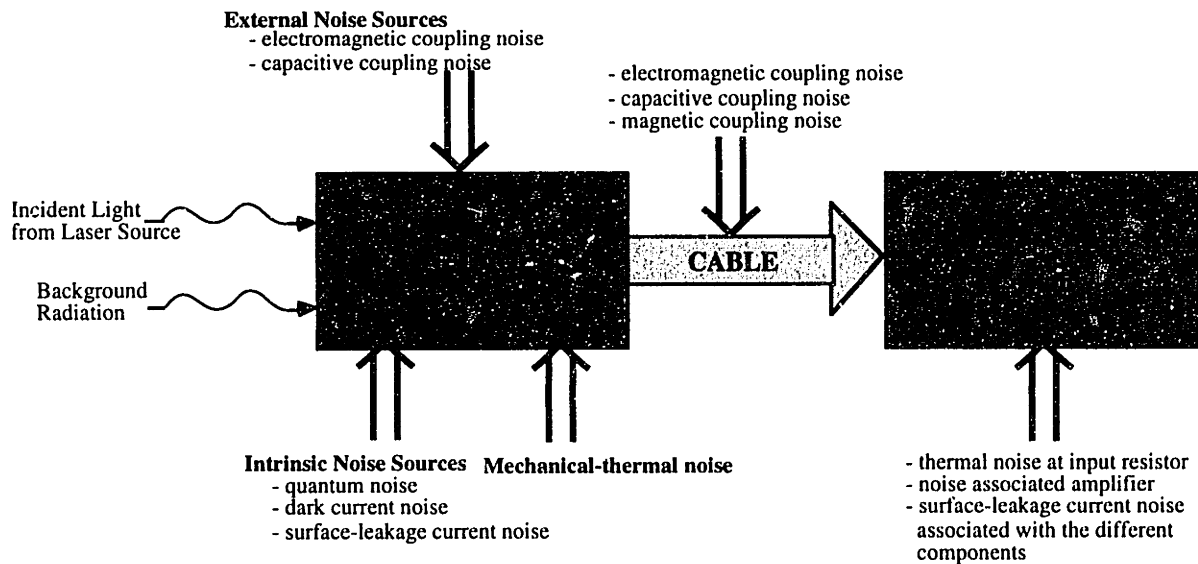 External Noise Sources
- electromagnetic coupling noise
- capacitive coupling noise
- electromagnetic coupling noise
- capacitive coupling noise
- magnetic coupling noise
Incident Light
from Laser Source
CABLE
Background
Radiation
Intrinsic Noise Sources
- quantum noise
- dark current noise
- surface-leakage current noise
Mechanical-thermal noise
- thermal noise at input resistor
- noise associated amplifier
- surface-leakage current noise
associated with the different
components